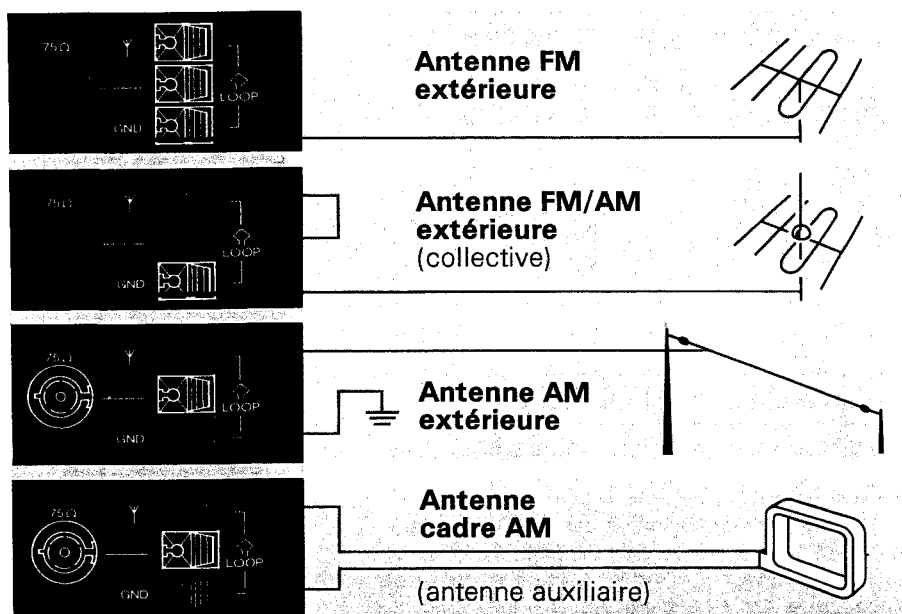 75Ω
LOOP
GND
Antenne FM
extérieure
75Ω
LOOP
GND
Antenne FM/AM
extérieure
(collective)
75Ω
LOOP
GND
Antenne AM
extérieure
75Ω
LOOP
GND
Antenne
cadre AM
(antenne auxiliaire)